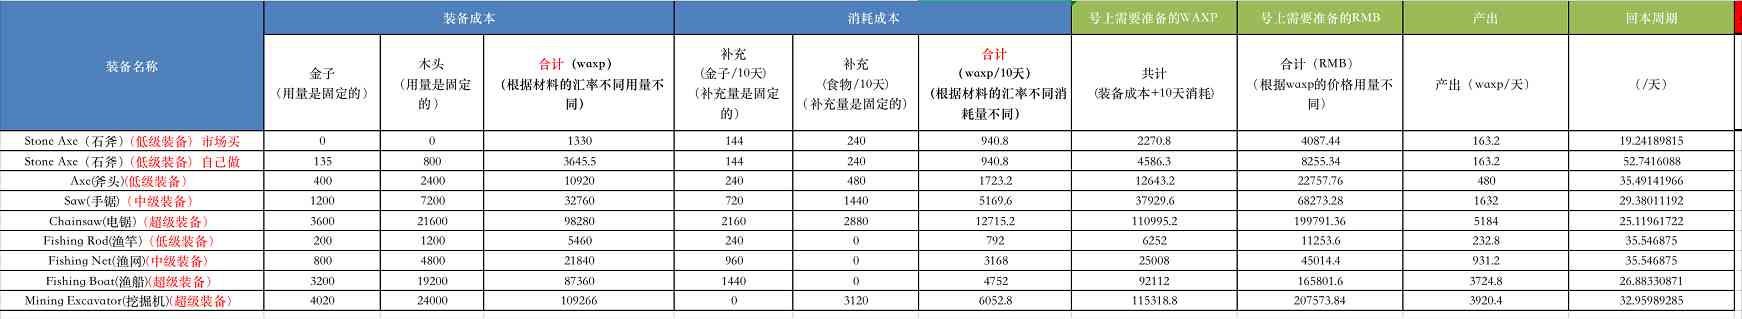 装备名称 装备成本 消耗成本 号上需要准备的WAXP 号上需要准备的RMB 产出 回本周期
金子
(用量是固定的)
木头
(用量是固定的)
合计 (waxp)
(根据材料的汇率不同用量不同)
补充
(金子/10天)
(补充量是固定的)
补充
(食物/10天)
(补充量是固定的)
合计
(waxp/10天)
(根据材料的汇率不同消耗量不同)
共计
(装备成本+10天消耗)
合计 (RMB)
(根据waxp的价格用量不同)
产出 (waxp/天)
(/天)
Stone Axe (石斧) (低级装备) 市场买 0 0 1330 144 240 940.8 2270.8 4087.44 163.2 19.24189815
Stone Axe (石斧) (低级装备) 自己做 135 800 3645.5 144 240 940.8 4586.3 8255.34 163.2 52.7416088
Axe(斧头)(低级装备) 400 2400 10920 240 480 1723.2 12643.2 22757.76 480 35.49141966
Saw(手锯) (中级装备) 1200 7200 32760 720 1440 5169.6 37929.6 68273.28 1632 29.38011192
Chainsaw(电锯) (超级装备) 3600 21600 98280 2160 2880 12715.2 110995.2 199791.36 5184 25.11961722
Fishing Rod(渔竿) (低级装备) 200 1200 5460 240 0 792 6252 11253.6 232.8 35.546875
Fishing Net(渔网)(中级装备) 800 4800 21840 960 0 3168 25008 45014.4 931.2 35.546875
Fishing Boat(渔船)(超级装备) 3200 19200 87360 1440 0 4752 92112 165801.6 3724.8 26.88330871
Mining Excavator(挖掘机)(超级装备) 4020 24000 109266 0 3120 6052.8 115318.8 207573.84 3920.4 32.95989285